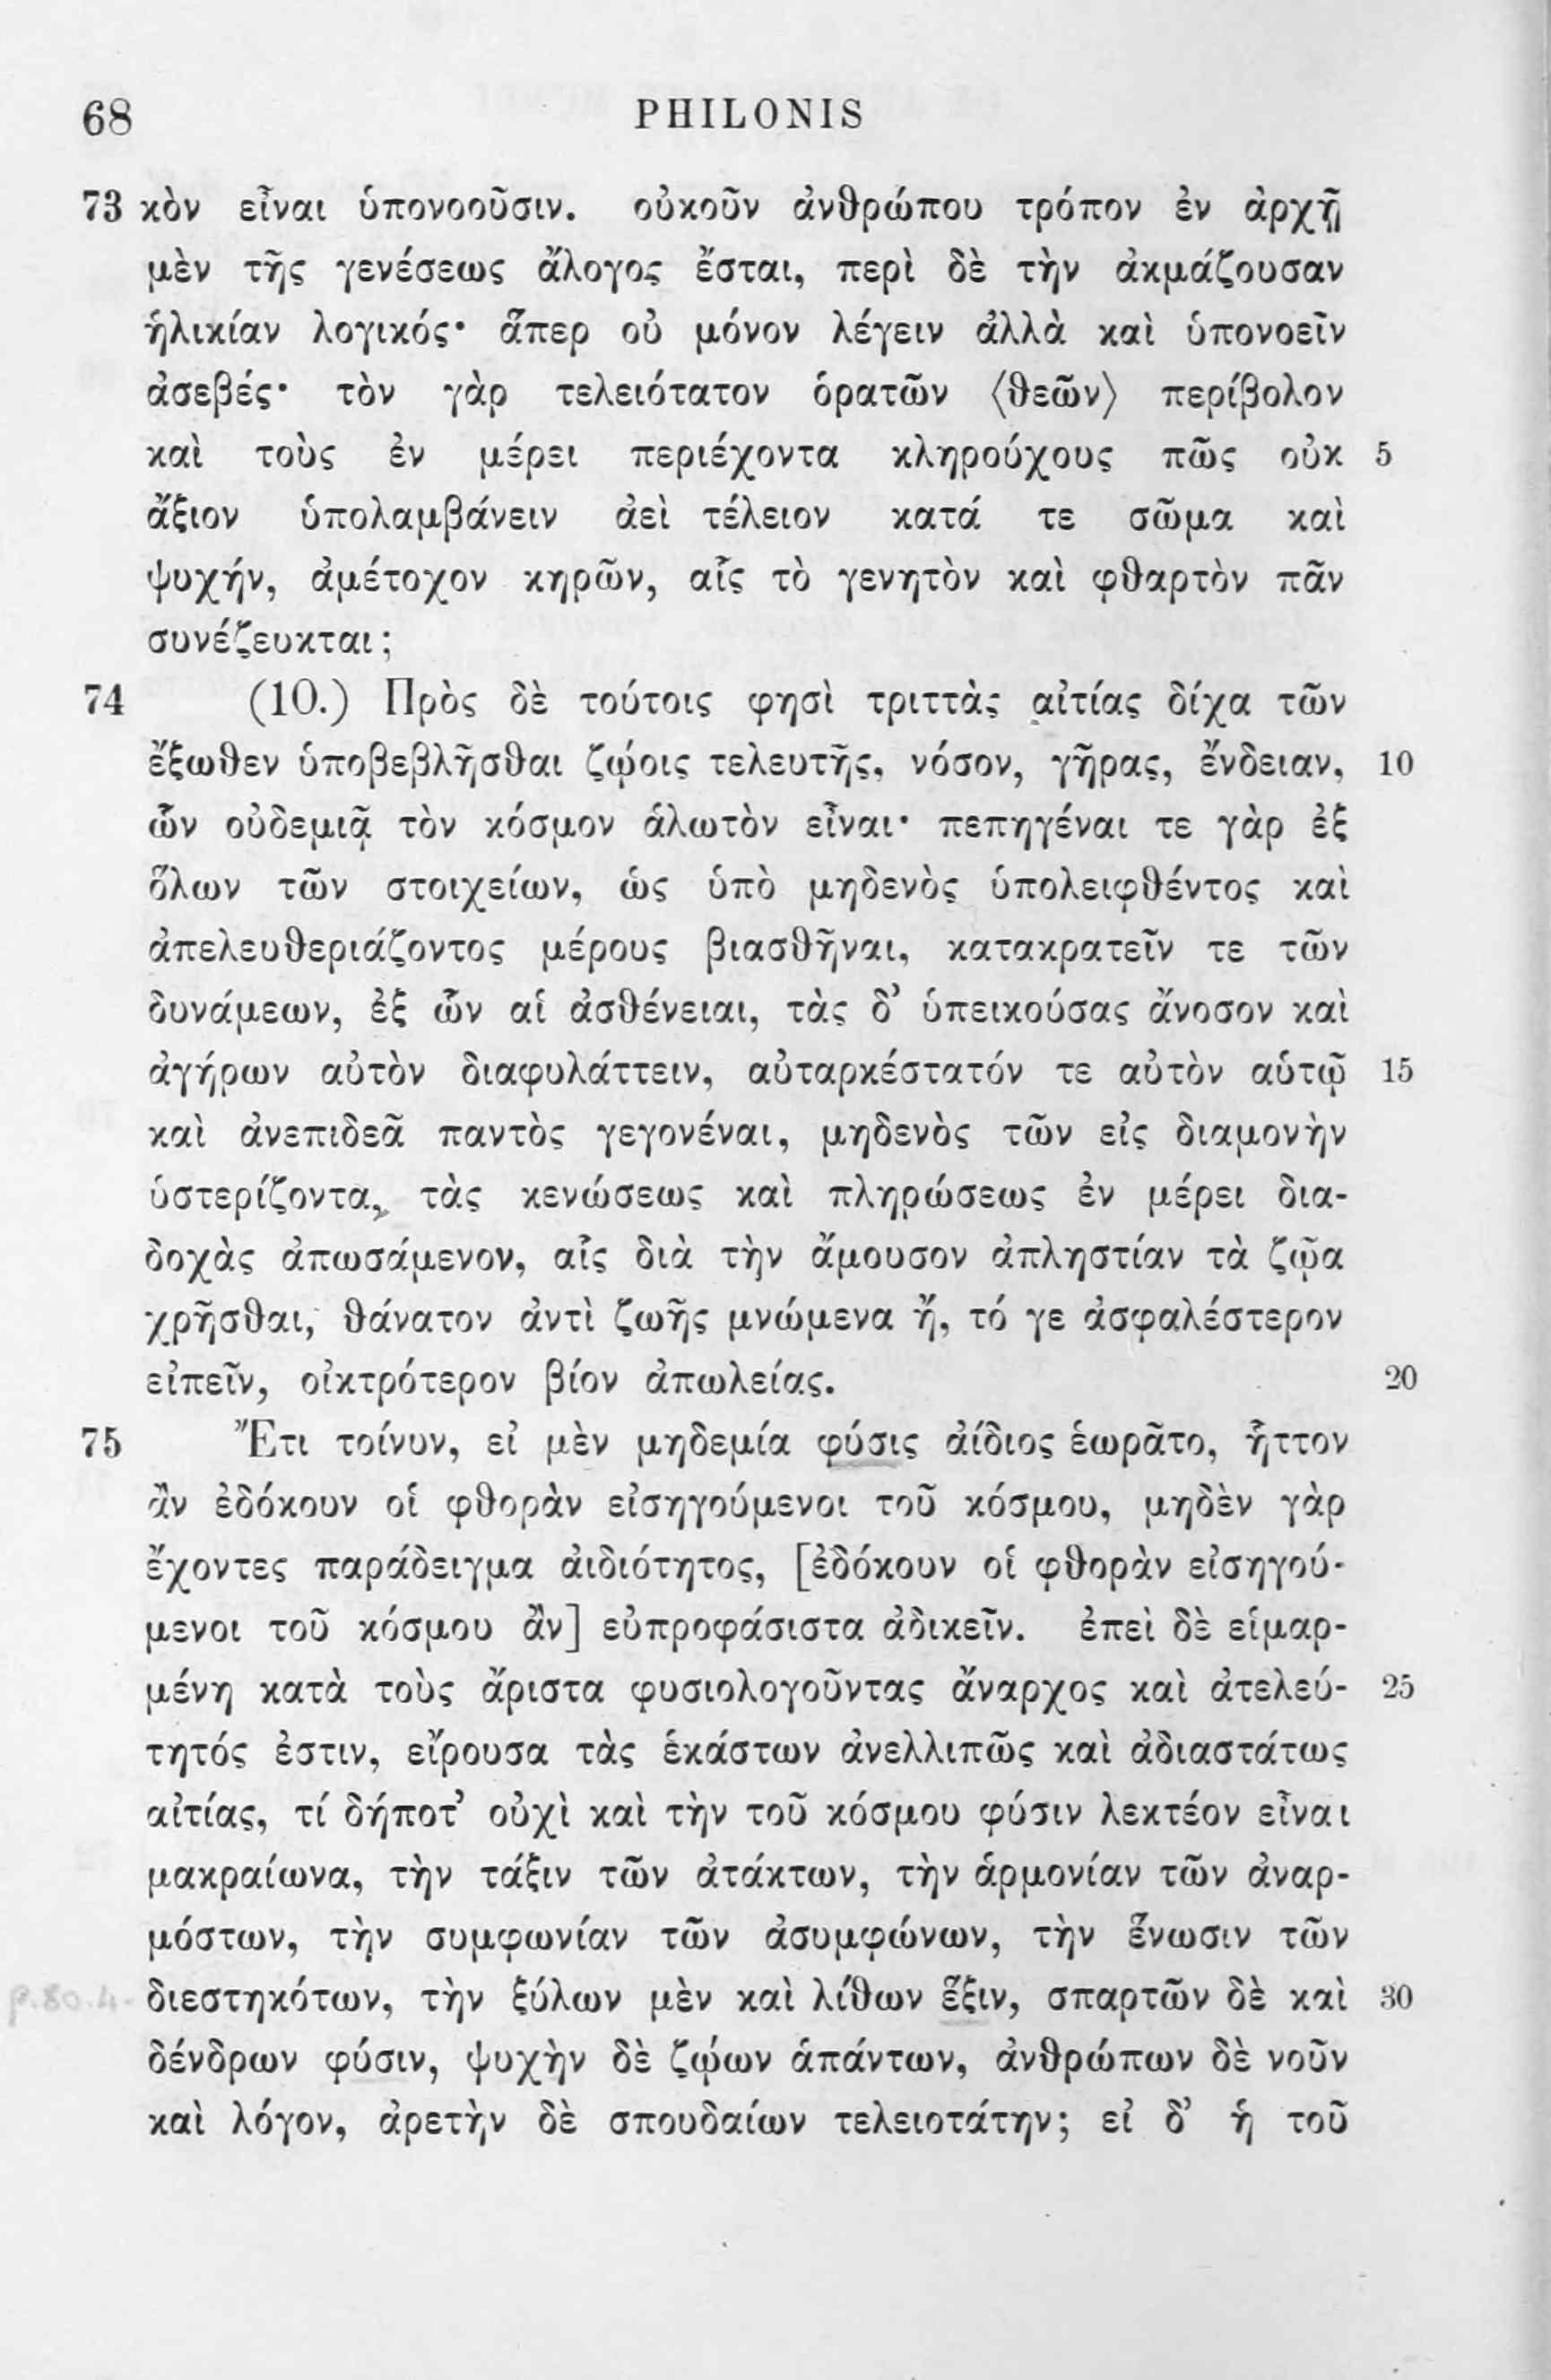 68 PHILONIS
73 κὸν εἶναι ὑπονοοῦσιν. οὐκοῦν ἀνθρώπου τρόπον ἐν ἀρχῇ
μὲν τῆς γενέσεως ἄλογος ἔσται, περὶ δὲ τὴν ἀκμάζουσαν
ἡλικίαν λογικός· ἅπερ οὐ μόνον λέγειν ἀλλὰ καὶ ὑπονοεῖν
ἀσεβές· τὸν γὰρ τελειότατον ὁρατῶν ⟨θεῶν⟩ περίβολον
καὶ τοὺς ἐν μέρει περιέχοντα κληρούχους πῶς οὐκ 5
ἄξιον ὑπολαμβάνειν ἀεὶ τέλειον κατά τε σῶμα καὶ
ψυχήν, ἀμέτοχον κηρῶν, αἷς τὸ γενητὸν καὶ φθαρτὸν πᾶν
συνέζευκται;
74 (10.) Πρὸς δὲ τούτοις φησὶ τριττὰς αἰτίας δίχα τῶν
ἔξωθεν ὑποβεβλῆσθαι ζῴοις τελευτῆς, νόσον, γῆρας, ἔνδειαν, 10
ὧν οὐδεμιᾷ τὸν κόσμον ἁλωτὸν εἶναι· πεπηγέναι τε γὰρ ἐξ
ὅλων τῶν στοιχείων, ὡς ὑπὸ μηδενὸς ὑπολειφθέντος καὶ
ἀπελευθεριάζοντος μέρους βιασθῆναι, κατακρατεῖν τε τῶν
δυνάμεων, ἐξ ὧν αἱ ἀσθένειαι, τὰς δ’ ὑπεικούσας ἄνοσον καὶ
ἀγήρων αὐτὸν διαφυλάττειν, αὐταρκέστατόν τε αὐτὸν αὑτῷ 15
καὶ ἀνεπιδεᾶ παντὸς γεγονέναι, μηδενὸς τῶν εἰς διαμονὴν
ὑστερίζοντα, τὰς κενώσεως καὶ πληρώσεως ἐν μέρει δια-
δοχὰς ἀπωσάμενον, αἷς διὰ τὴν ἄμουσον ἀπληστίαν τὰ ζῷα
χρῆσθαι, θάνατον ἀντὶ ζωῆς μνώμενα ἤ, τό γε ἀσφαλέστερον
εἰπεῖν, οἰκτρότερον βίον ἀπωλείας. 20
75 Ἔτι τοίνυν, εἰ μὲν μηδεμία φύσις ἀίδιος ἑωρᾶτο, ἧττον
ἂν ἐδόκουν οἱ φθορὰν εἰσηγούμενοι τοῦ κόσμου, μηδὲν γὰρ
ἔχοντες παράδειγμα ἀιδιότητος, [ἐδόκουν οἱ φθορὰν εἰσηγού-
μενοι τοῦ κόσμου ἂν] εὐπροφάσιστα ἀδικεῖν. ἐπεὶ δὲ εἱμαρ-
μένη κατὰ τοὺς ἄριστα φυσιολογοῦντας ἄναρχος καὶ ἀτελεύ- 25
τητός ἐστιν, εἴρουσα τὰς ἑκάστων ἀνελλιπῶς καὶ ἀδιαστάτως
αἰτίας, τί δήποτ’ οὐχὶ καὶ τὴν τοῦ κόσμου φύσιν λεκτέον εἶναι
μακραίωνα, τὴν τάξιν τῶν ἀτάκτων, τὴν ἁρμονίαν τῶν ἀναρ-
μόστων, τὴν συμφωνίαν τῶν ἀσυμφώνων, τὴν ἕνωσιν τῶν
p.80.4- διεστηκότων, τὴν ξύλων μὲν καὶ λίθων ἕξιν, σπαρτῶν δὲ καὶ 30
δένδρων φύσιν, ψυχὴν δὲ ζῴων ἁπάντων, ἀνθρώπων δὲ νοῦν
καὶ λόγον, ἀρετὴν δὲ σπουδαίων τελειοτάτην; εἰ δ’ ἡ τοῦ